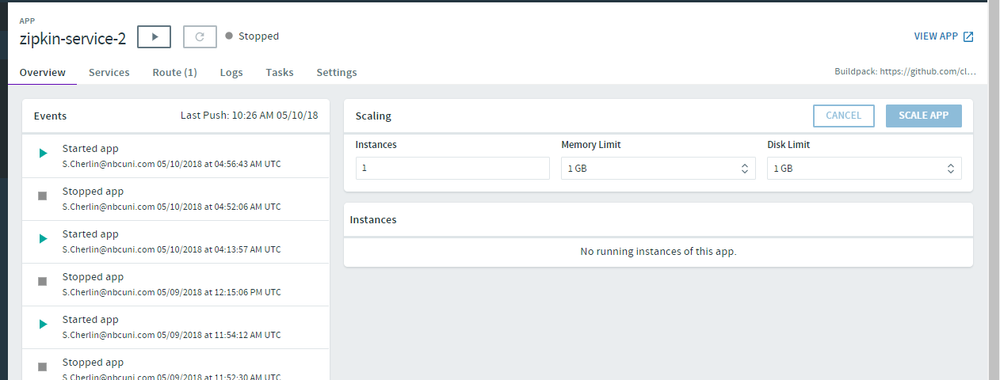 APP
zipkin-service-2
Stopped
VIEW APP
Overview Services Route (1) Logs Tasks Settings
Buildpack: https://github.com/cl...
Events
Last Push: 10:26 AM 05/10/18
Started app
S.Cherlin@nbcuni.com 05/10/2018 at 04:56:43 AM UTC
Stopped app
S.Cherlin@nbcuni.com 05/10/2018 at 04:52:06 AM UTC
Started app
S.Cherlin@nbcuni.com 05/10/2018 at 04:13:57 AM UTC
Stopped app
S.Cherlin@nbcuni.com 05/09/2018 at 12:15:06 PM UTC
Started app
S.Cherlin@nbcuni.com 05/09/2018 at 11:54:12 AM UTC
Stopped app
S.Cherlin@nbcuni.com 05/09/2018 at 11:52:30 AM UTC
Scaling
CANCEL
SCALE APP
Instances Memory Limit Disk Limit
1 1 GB 1 GB
Instances
No running instances of this app.